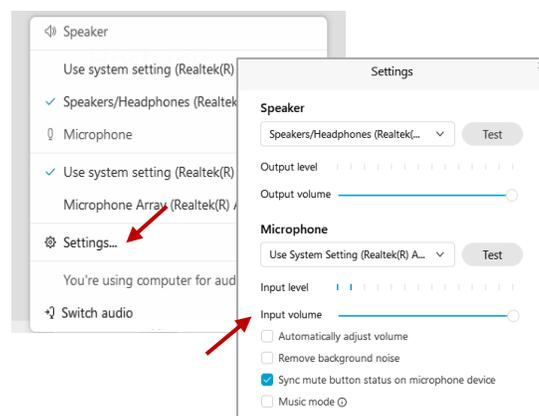 Speaker
Use system setting (Realtek(R)
Speakers/Headphones (Realtek
Microphone
Use system setting (Realtek(R)
Microphone Array (Realtek(R) A
Settings...
You're using computer for aud
Switch audio
Settings
Speaker
Speakers/Headphones (Realtek(...
Test
Output level
Output volume
Microphone
Use System Setting (Realtek(R) A...
Test
Input level
Input volume
Automatically adjust volume
Remove background noise
Sync mute button status on microphone device
Music mode